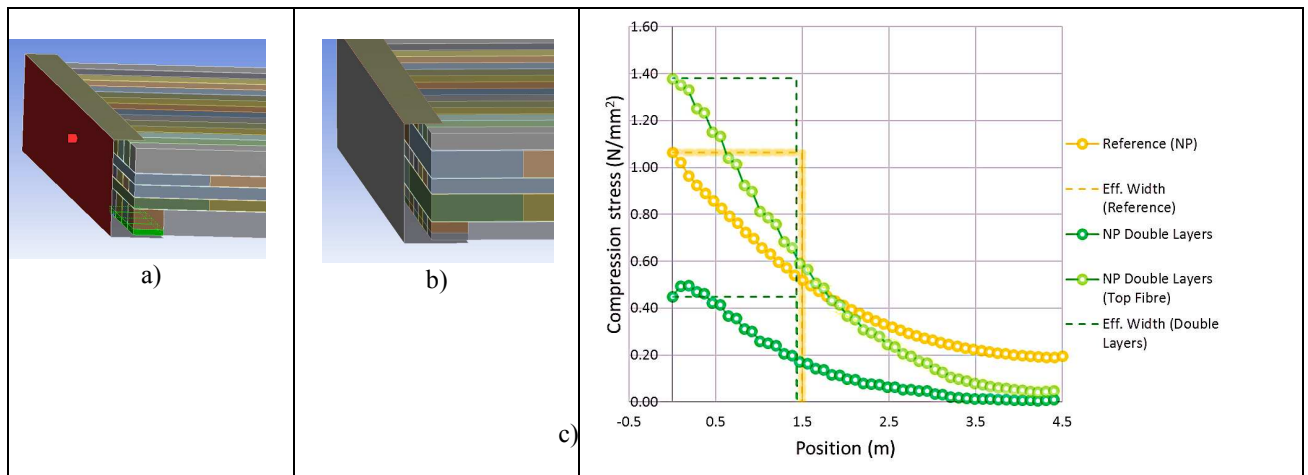 a)
b)
c)
Compression stress (N/mm²)
1.60
1.40
1.20
1.00
0.80
0.60
0.40
0.20
0.00
-0.5
0.5
1.5
2.5
3.5
4.5
Position (m)
Reference (NP)
Eff. Width
(Reference)
NP Double Layers
NP Double Layers
(Top Fibre)
Eff. Width (Double
Layers)